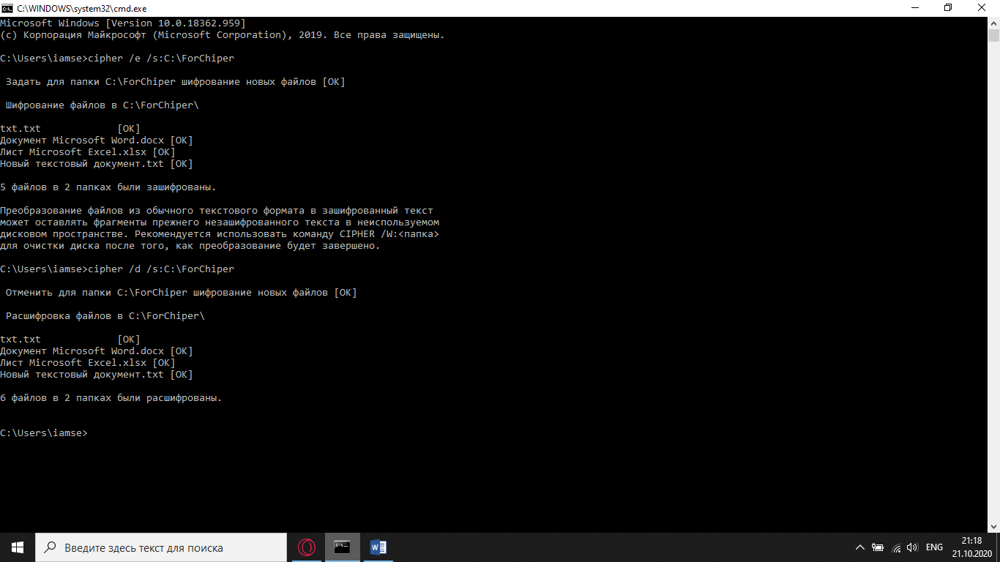 C:\WINDOWS\system32\cmd.exe
Microsoft Windows [Version 10.0.18362.959]
(c) Корпорация Майкрософт (Microsoft Corporation), 2019. Все права защищены.
C:\Users\iamse>cipher /e /s:C:\ForChiper
Задать для папки C:\ForChiper шифрование новых файлов [OK]
Шифрование файлов в C:\ForChiper\
txt.txt [OK]
Документ Microsoft Word.docx [OK]
Лист Microsoft Excel.xlsx [OK]
Новый текстовый документ.txt [OK]
5 файлов в 2 папках были зашифрованы.
Преобразование файлов из обычного текстового формата в зашифрованный текст
может оставлять фрагменты прежнего незашифрованного текста в неиспользуемом
дисковом пространстве. Рекомендуется использовать команду CIPHER /W:<папка>
для очистки диска после того, как преобразование будет завершено.
C:\Users\iamse>cipher /d /s:C:\ForChiper
Отменить для папки C:\ForChiper шифрование новых файлов [OK]
Расшифровка файлов в C:\ForChiper\
txt.txt [OK]
Документ Microsoft Word.docx [OK]
Лист Microsoft Excel.xlsx [OK]
Новый текстовый документ.txt [OK]
6 файлов в 2 папках были расшифрованы.
C:\Users\iamse>
Введите здесь текст для поиска
ENG
21:18
21.10.2020